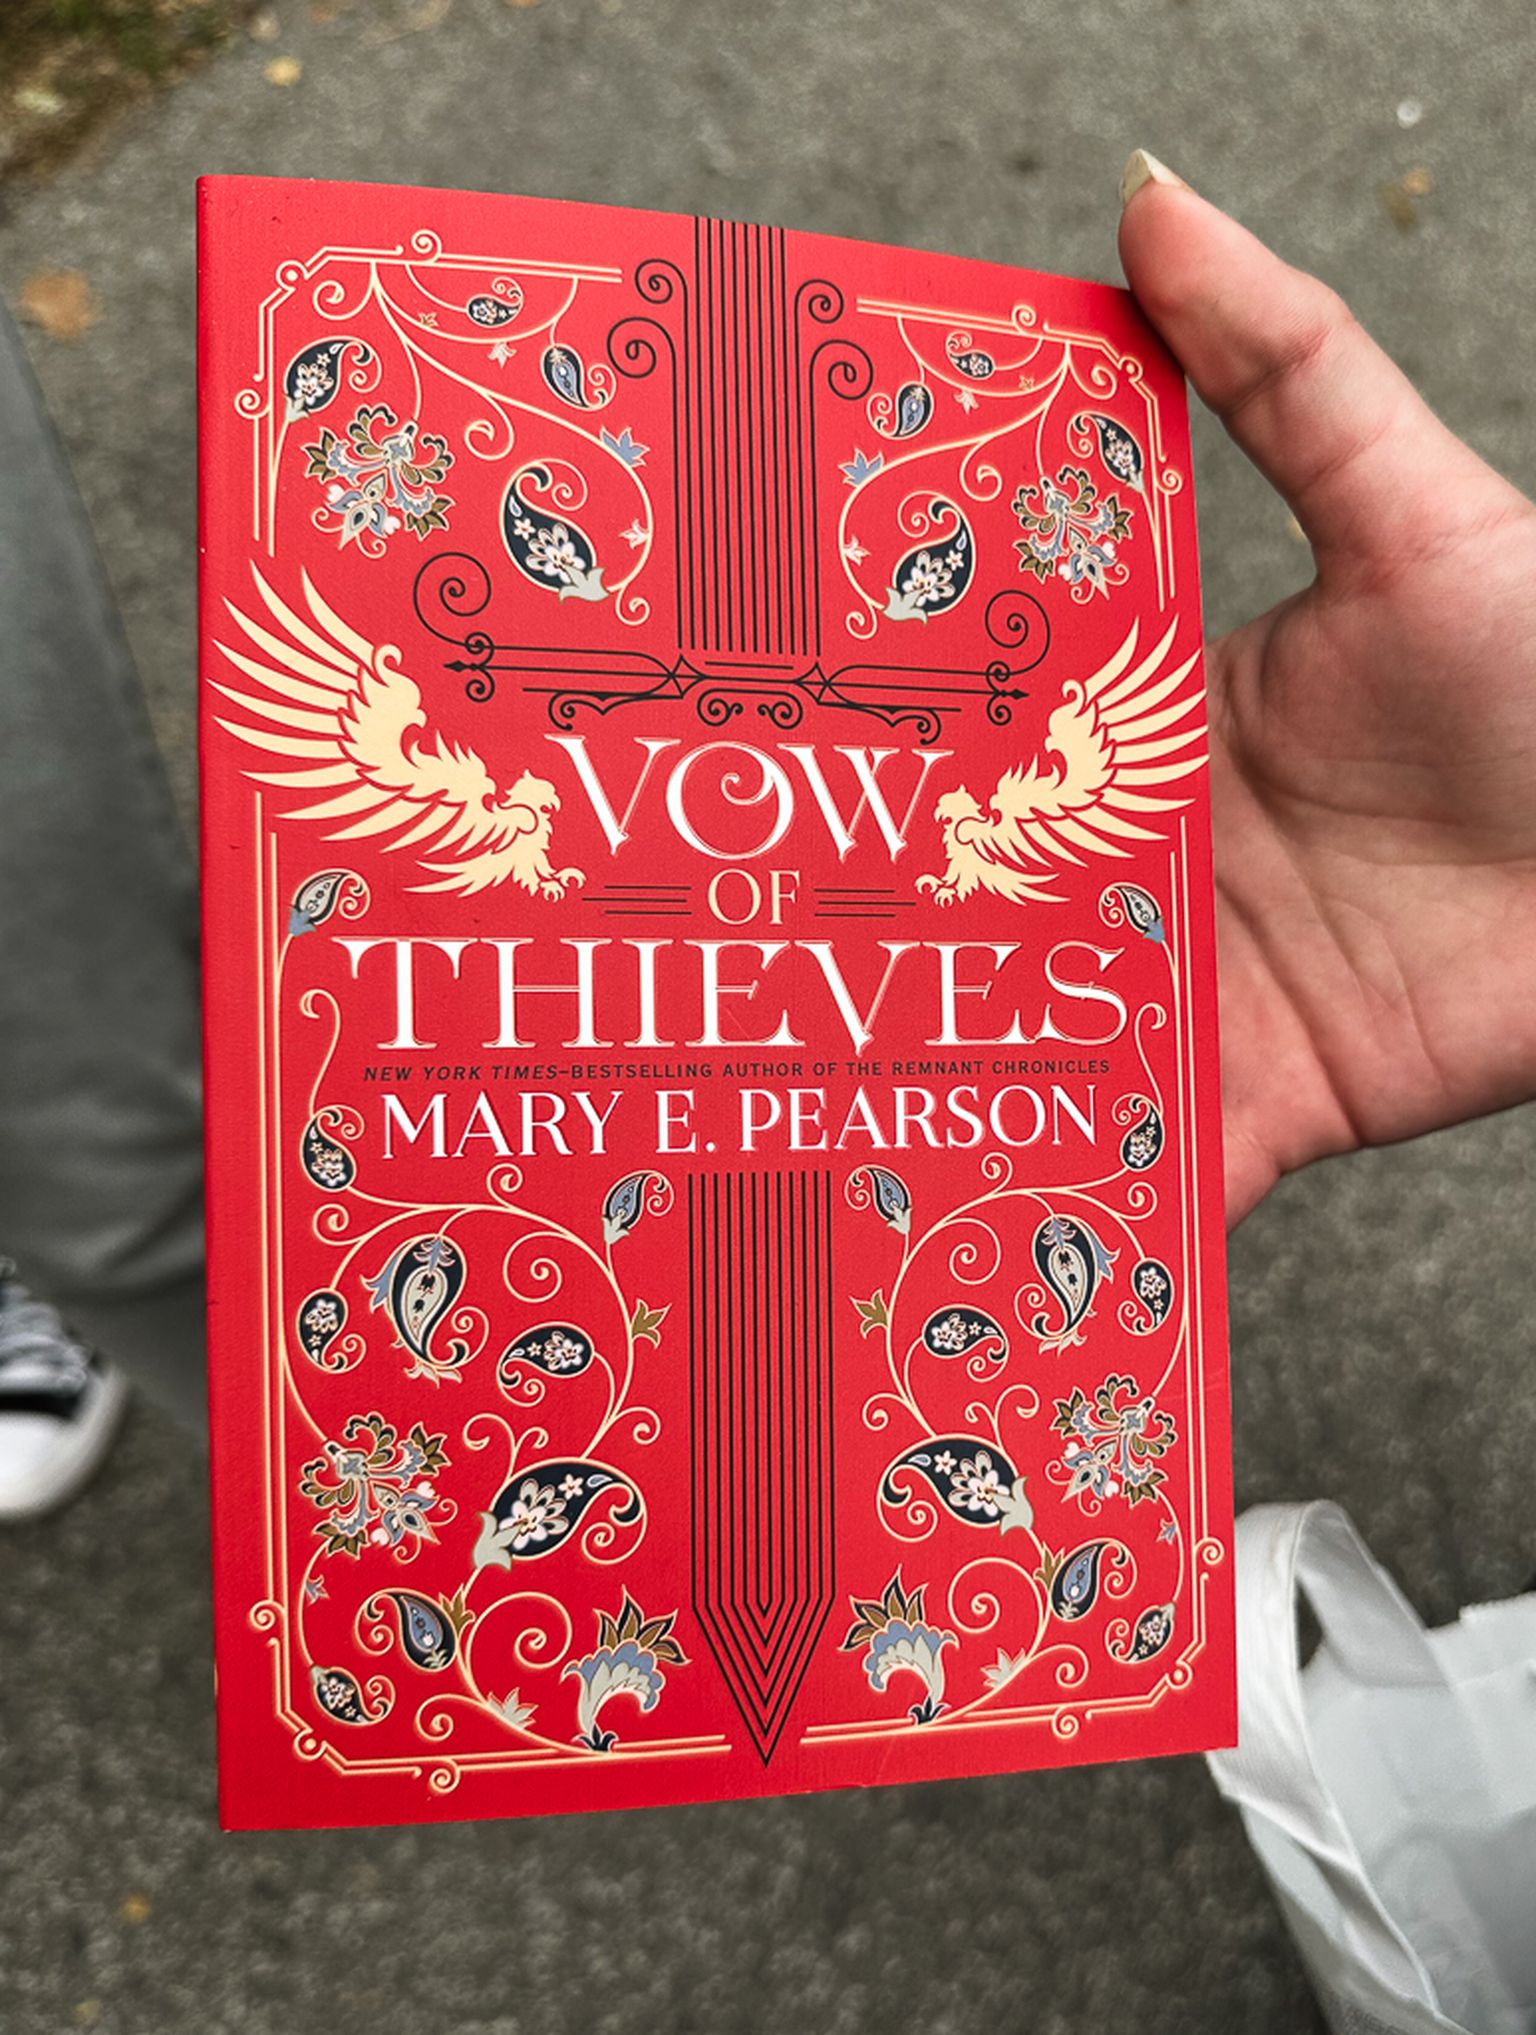 VOW
OF
THIEVES
NEW YORK TIMES–BESTSELLING AUTHOR OF THE REMNANT CHRONICLES
MARY E. PEARSON